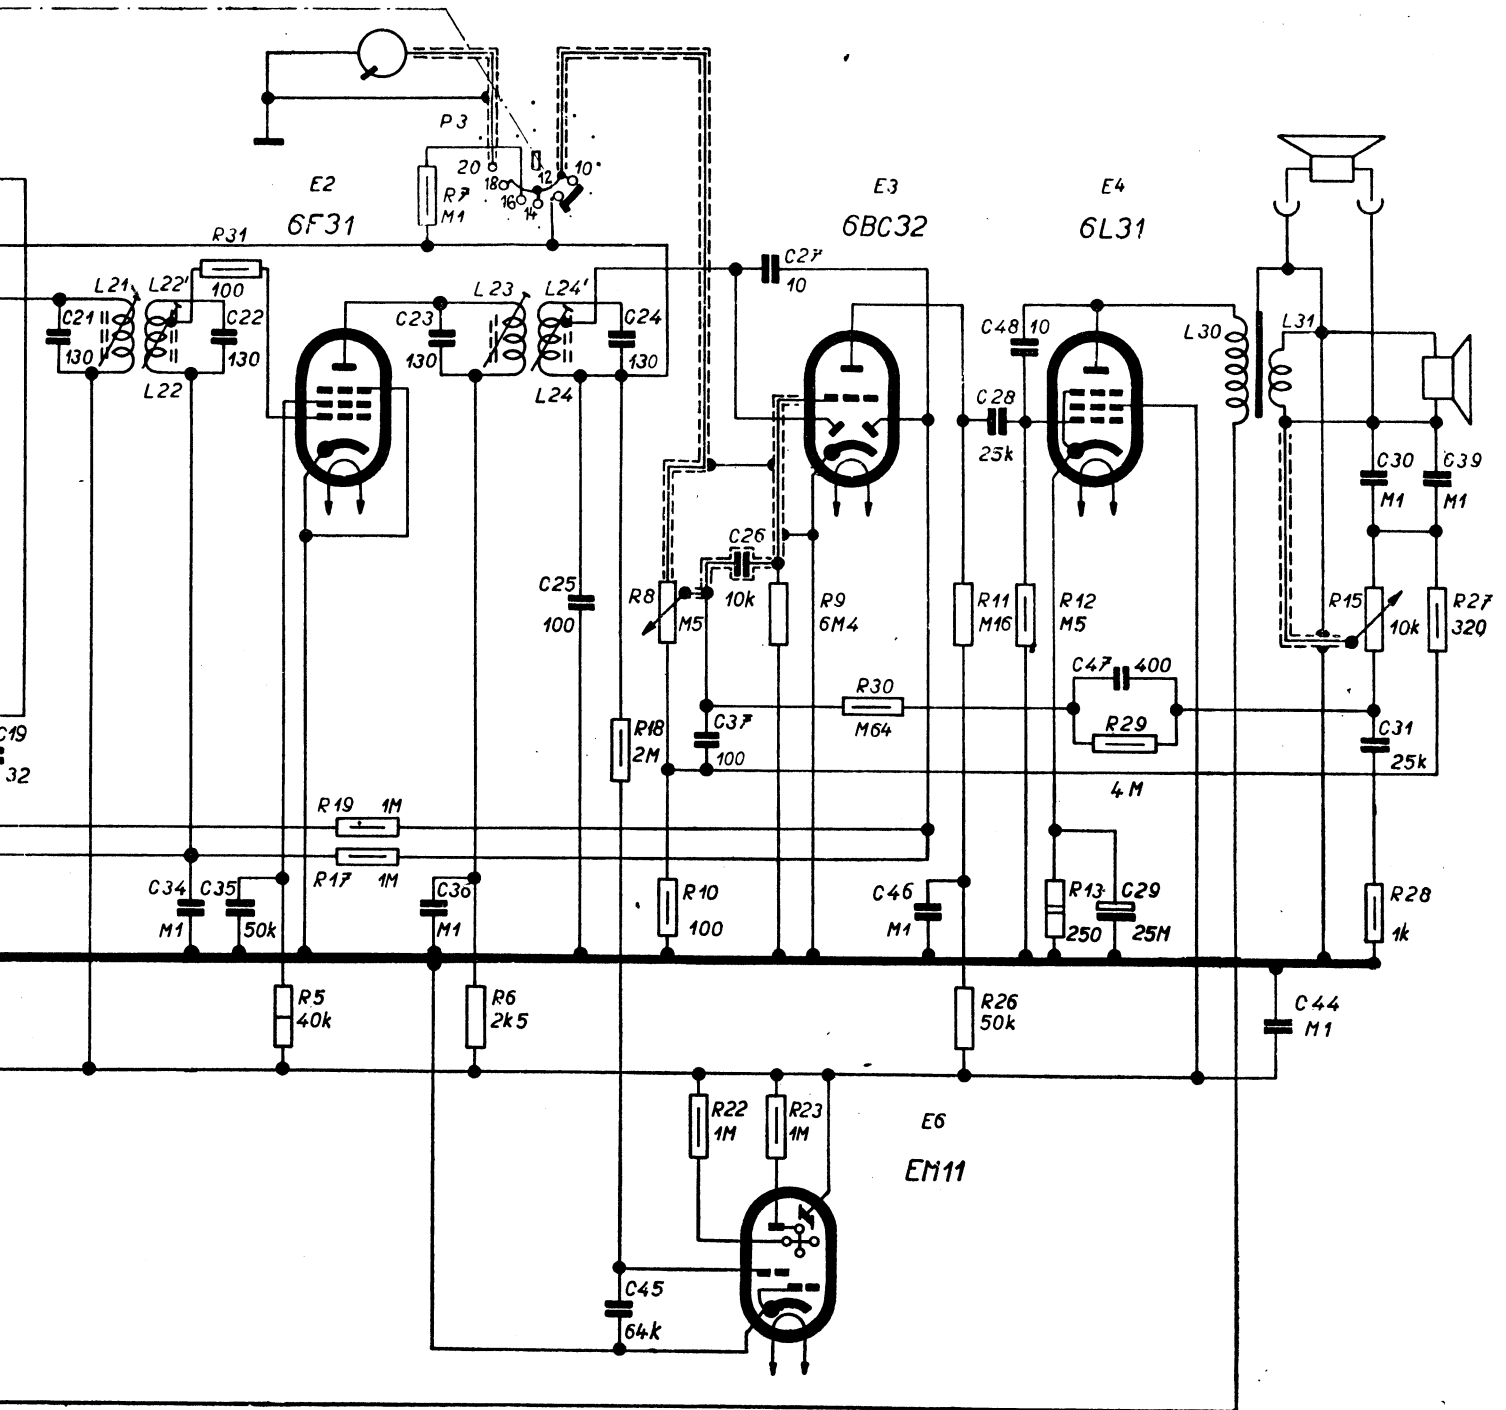 P3
20
18
16
14
12
10
R7
M1
E2
6F31
E3
6BC32
E4
6L31
R31
100
L21
L22'
C21
130
C22
130
L22
L23
L24'
C23
130
C24
130
L24
C27
10
C48 10
C28
25k
L30
L31
C30
M1
C39
M1
C26
10k
C25
100
R8
M5
R9
6M4
R11
M16
R12
M5
R15
10k
R27
320
C47 400
R30
M64
R29
4M
C37
100
R18
2M
C31
25k
C19
32
R19 1M
R17 1M
C34
M1
C35
50k
C36
M1
R10
100
C46
M1
R13
250
C29
25M
R28
1k
R5
40k
R6
2k5
R26
50k
C44
M1
R22
1M
R23
1M
E6
EM11
C45
64k